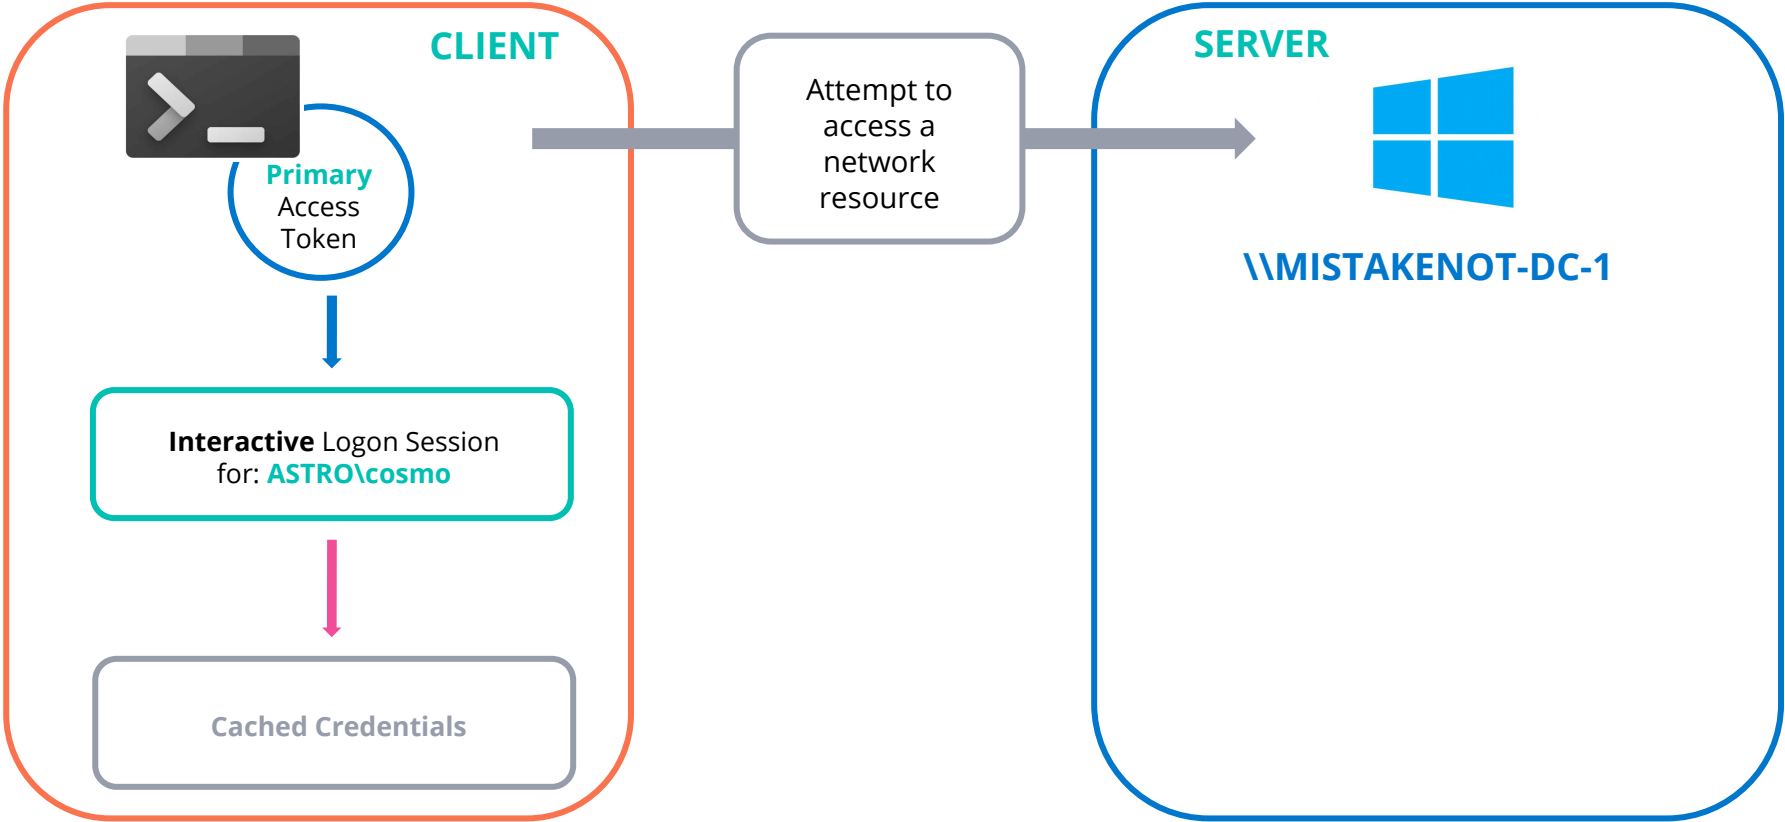 CLIENT
Primary
Access
Token
Interactive Logon Session
for: ASTRO\cosmo
Cached Credentials
Attempt to
access a
network
resource
SERVER
\\MISTAKENOT-DC-1